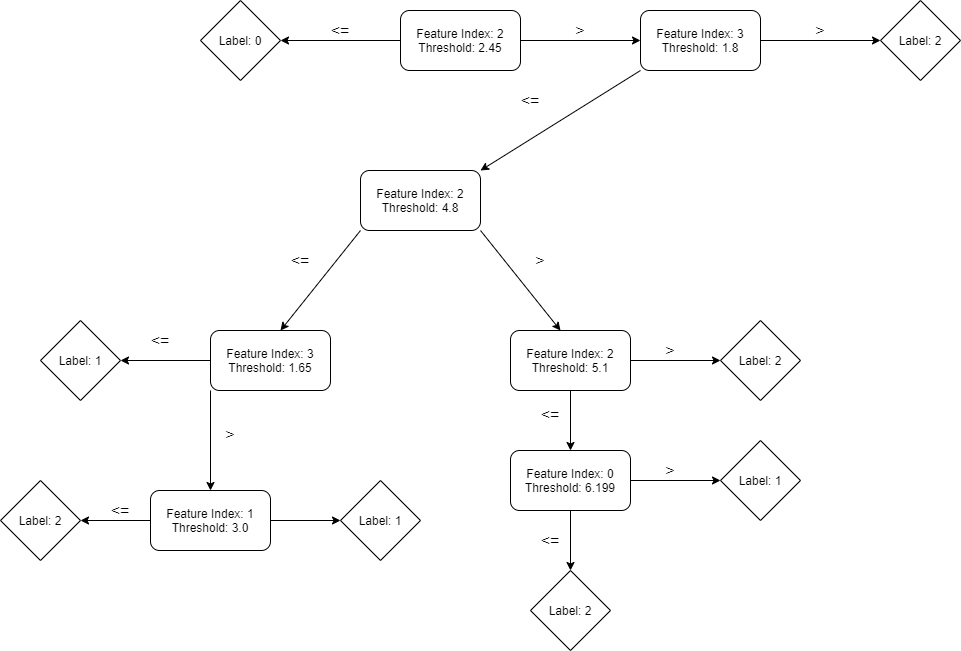 Label: 0
<=
Feature Index: 2
Threshold: 2.45
>
Feature Index: 3
Threshold: 1.8
>
Label: 2
<=
Feature Index: 2
Threshold: 4.8
<=
>
Label: 1
<=
Feature Index: 3
Threshold: 1.65
Feature Index: 2
Threshold: 5.1
>
Label: 2
>
<=
Feature Index: 0
Threshold: 6.199
>
Label: 1
Label: 2
<=
Feature Index: 1
Threshold: 3.0
Label: 1
<=
Label: 2